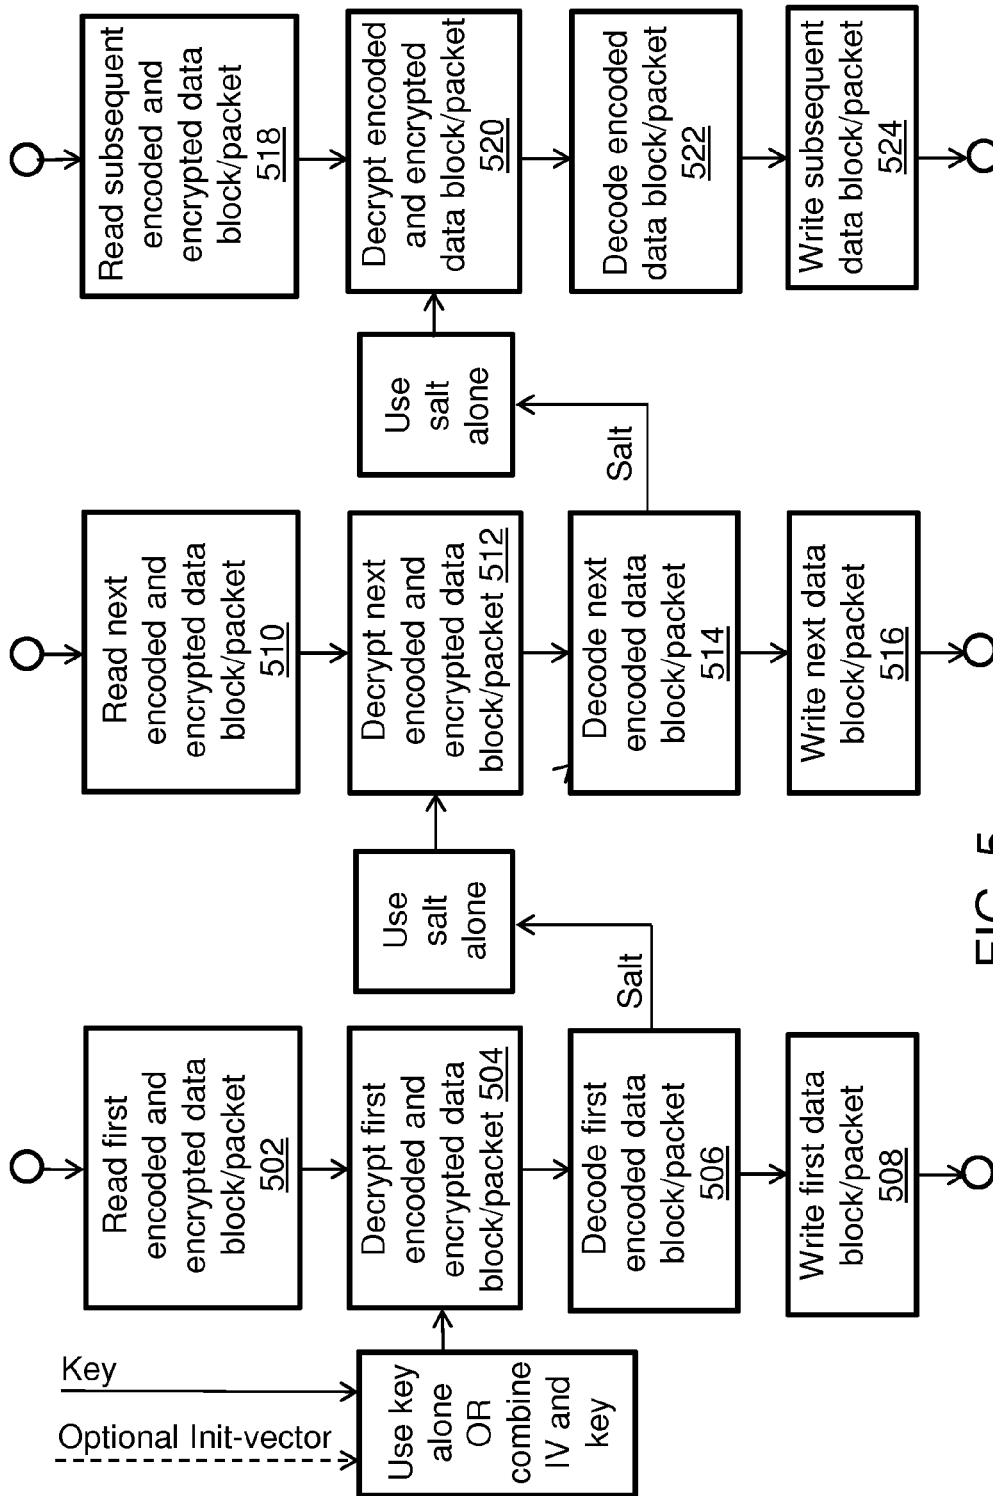 Optional Init-vector
Key
Use key
alone
OR
combine
IV and
key
Read first
encoded and
encrypted data
block/packet
502
Decrypt first
encoded and
encrypted data
block/packet 504
Decode first
encoded data
block/packet
506
Write first data
block/packet
508
Salt
Use
salt
alone
Read next
encoded and
encrypted data
block/packet
510
Decrypt next
encoded and
encrypted data
block/packet 512
Decode next
encoded data
block/packet
514
Write next data
block/packet
516
Salt
Use
salt
alone
Read subsequent
encoded and
encrypted data
block/packet
518
Decrypt encoded
and encrypted
data block/packet
520
Decode encoded
data block/packet
522
Write subsequent
data block/packet
524
FIG. 5